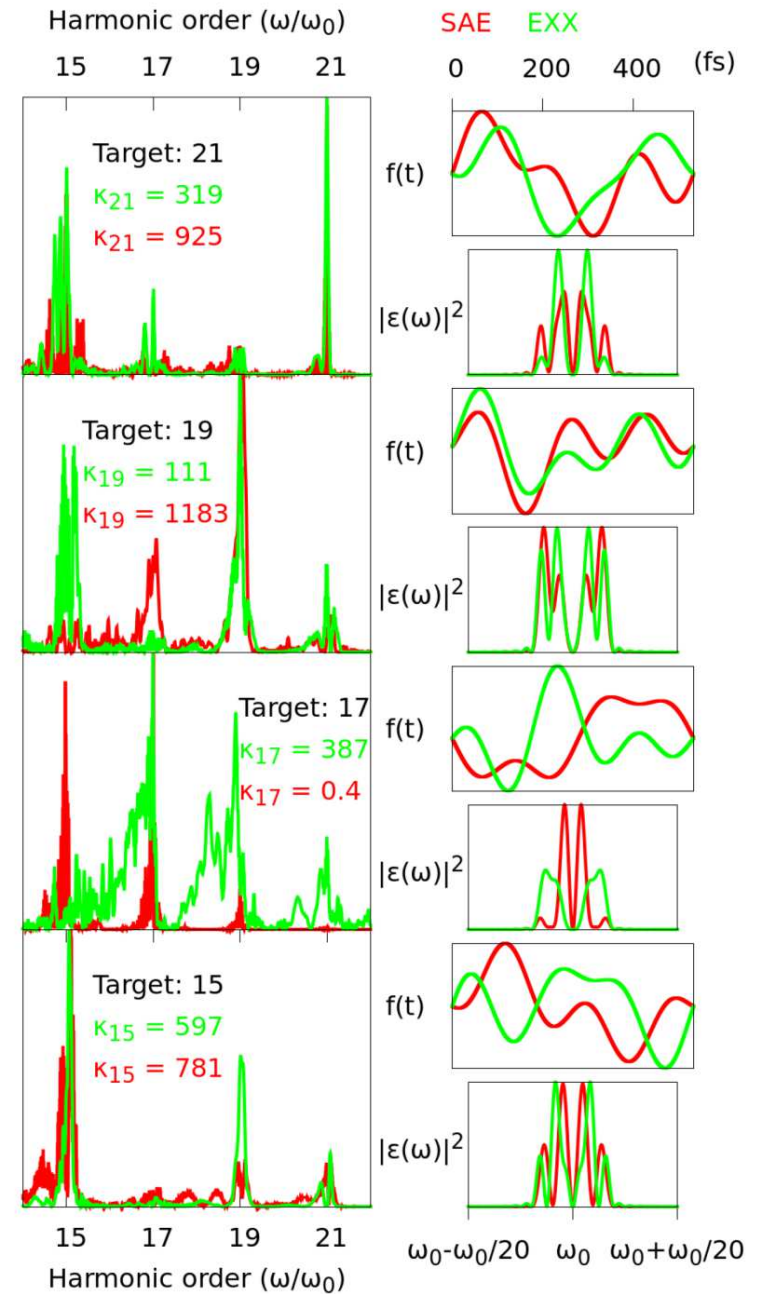 Harmonic order (ω/ω₀)
SAE EXX
15 17 19 21
0 200 400 (fs)
Target: 21
κ₂₁ = 319
κ₂₁ = 925
f(t)
|ε(ω)|²
Target: 19
κ₁₉ = 111
κ₁₉ = 1183
f(t)
|ε(ω)|²
Target: 17
κ₁₇ = 387
κ₁₇ = 0.4
f(t)
|ε(ω)|²
Target: 15
κ₁₅ = 597
κ₁₅ = 781
f(t)
|ε(ω)|²
15 17 19 21
ω₀-ω₀/20 ω₀ ω₀+ω₀/20
Harmonic order (ω/ω₀)